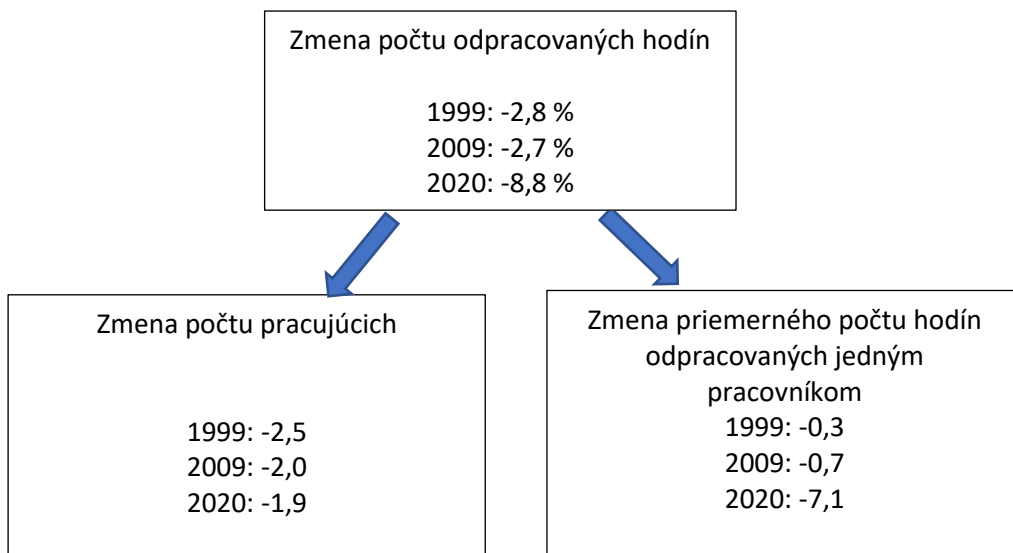 Zmena počtu odpracovaných hodín
1999: -2,8 %
2009: -2,7 %
2020: -8,8 %
Zmena počtu pracujúcich
1999: -2,5
2009: -2,0
2020: -1,9
Zmena priemerného počtu hodín
odpracovaných jedným
pracovníkom
1999: -0,3
2009: -0,7
2020: -7,1